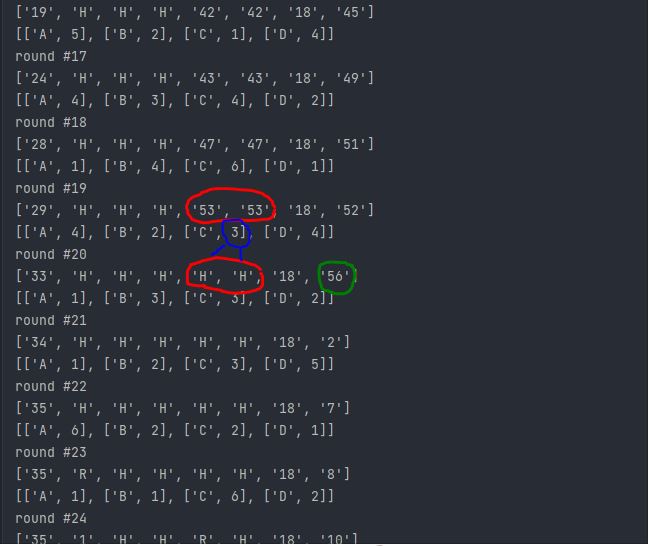 ['19', 'H', 'H', 'H', '42', '42', '18', '45']
[['A', 5], ['B', 2], ['C', 1], ['D', 4]]
round #17
['24', 'H', 'H', 'H', '43', '43', '18', '49']
[['A', 4], ['B', 3], ['C', 4], ['D', 2]]
round #18
['28', 'H', 'H', 'H', '47', '47', '18', '51']
[['A', 1], ['B', 4], ['C', 6], ['D', 1]]
round #19
['29', 'H', 'H', 'H', '53', '53', '18', '52']
[['A', 4], ['B', 2], ['C', 3], ['D', 4]]
round #20
['33', 'H', 'H', 'H', 'H', 'H', '18', '56']
[['A', 1], ['B', 3], ['C', 3], ['D', 2]]
round #21
['34', 'H', 'H', 'H', 'H', 'H', '18', '2']
[['A', 1], ['B', 2], ['C', 3], ['D', 5]]
round #22
['35', 'H', 'H', 'H', 'H', 'H', '18', '7']
[['A', 6], ['B', 2], ['C', 2], ['D', 1]]
round #23
['35', 'R', 'H', 'H', 'H', 'H', '18', '8']
[['A', 1], ['B', 1], ['C', 6], ['D', 2]]
round #24
['35', '1', 'H', 'H', 'R', 'H', '18', '10']